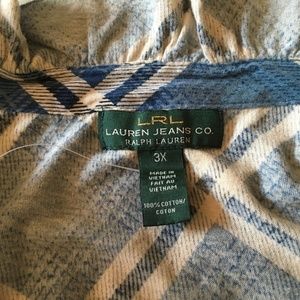 LRL
LAUREN JEANS CO.
RALPH LAUREN
3X
MADE IN
VIETNAM
FAIT AU
VIETNAM
100% COTTON/
COTON